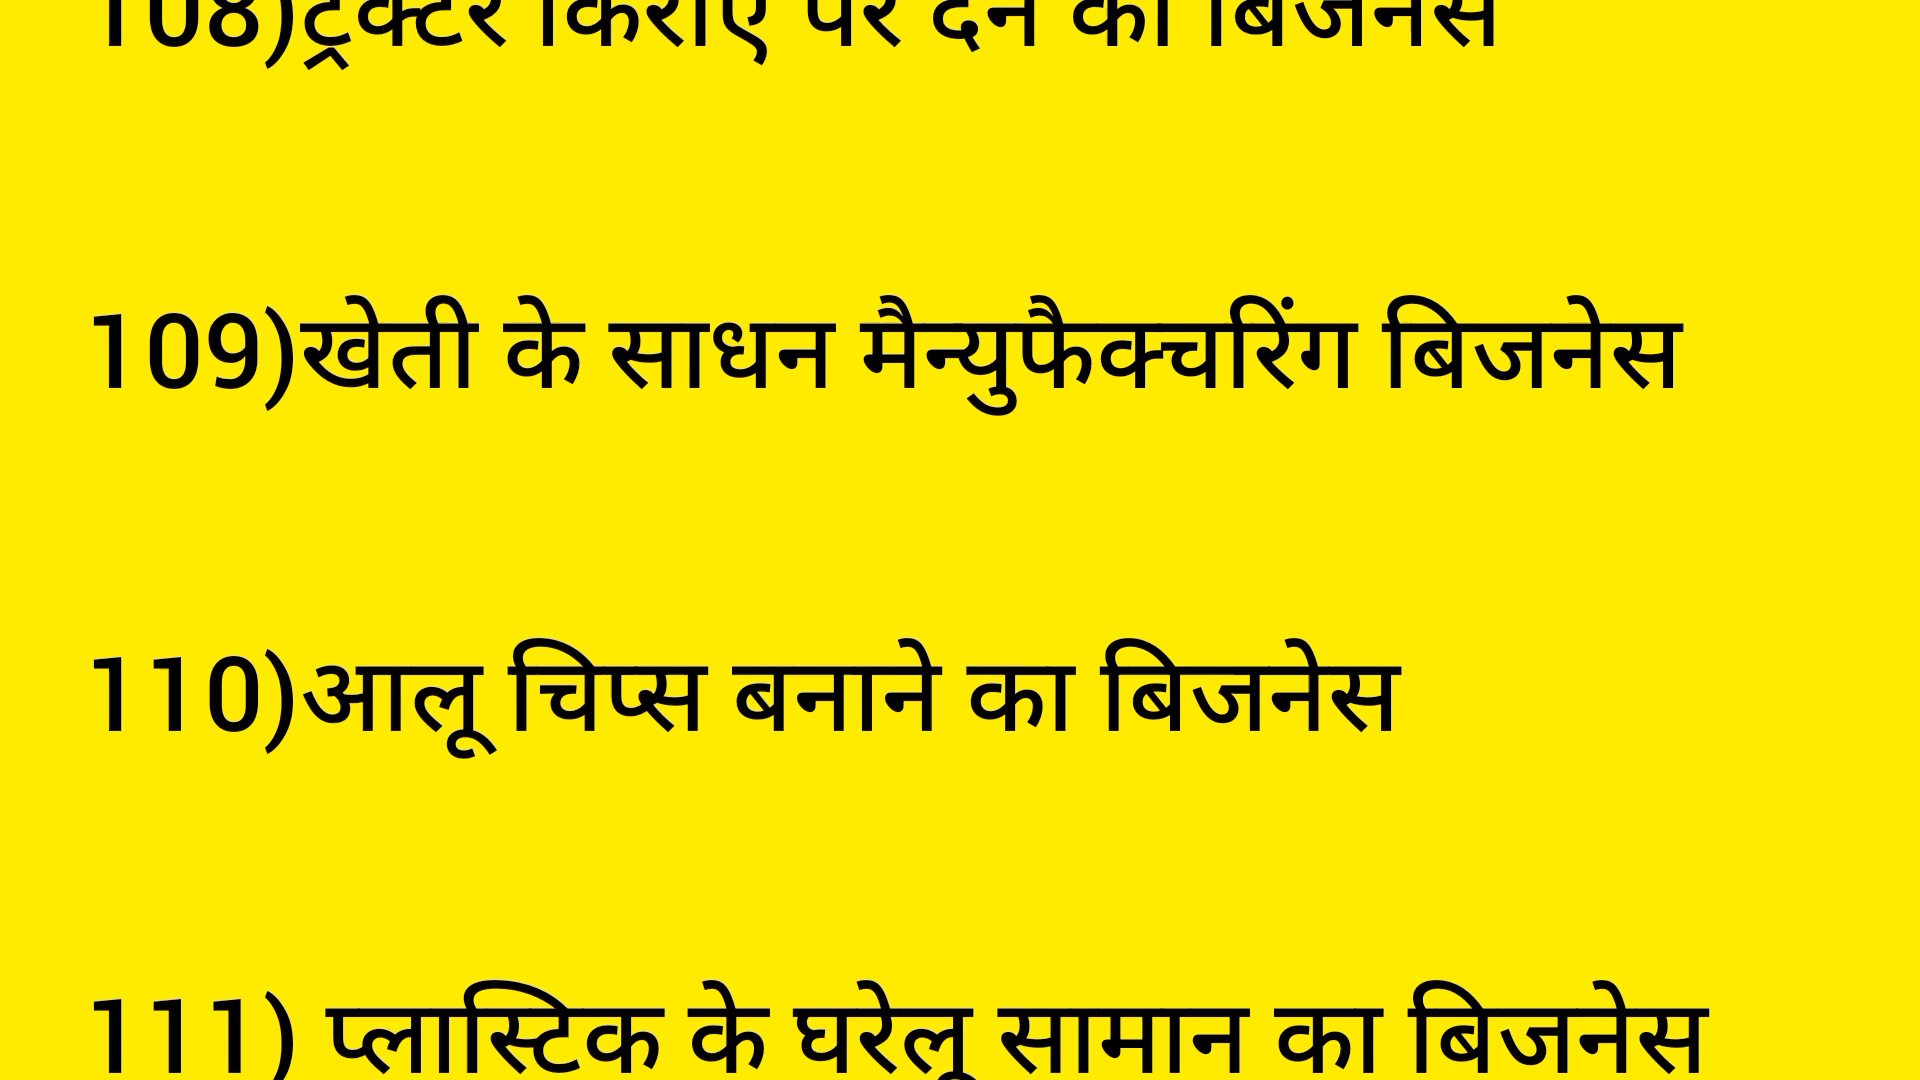 108)ट्रैक्टर किराए पर देने का बिजनेस
109)खेती के साधन मैन्युफैक्चरिंग बिजनेस
110)आलू चिप्स बनाने का बिजनेस
111) प्लास्टिक के घरेलू सामान का बिजनेस